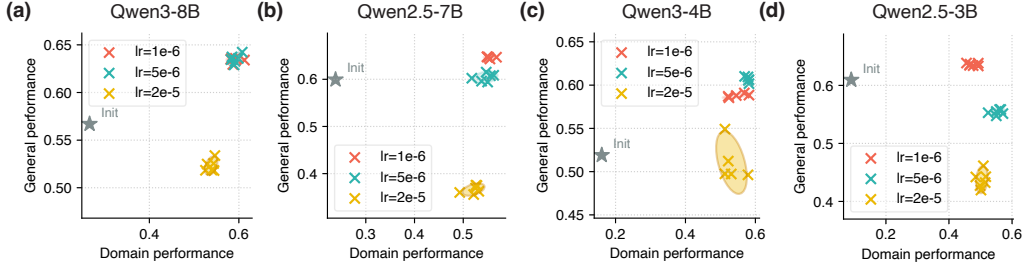 (a) Qwen3-8B
General performance
0.65
0.60
0.55
0.50
0.4
0.6
Domain performance
lr=1e-6
lr=5e-6
lr=2e-5
Init
(b) Qwen2.5-7B
0.6
0.5
0.4
0.3
0.4
0.5
Domain performance
Init
lr=1e-6
lr=5e-6
lr=2e-5
(c) Qwen3-4B
General performance
0.65
0.60
0.55
0.50
0.45
0.2
0.4
0.6
Domain performance
lr=1e-6
lr=5e-6
lr=2e-5
Init
(d) Qwen2.5-3B
General performance
0.6
0.4
0.2
0.4
0.6
Domain performance
Init
lr=1e-6
lr=5e-6
lr=2e-5